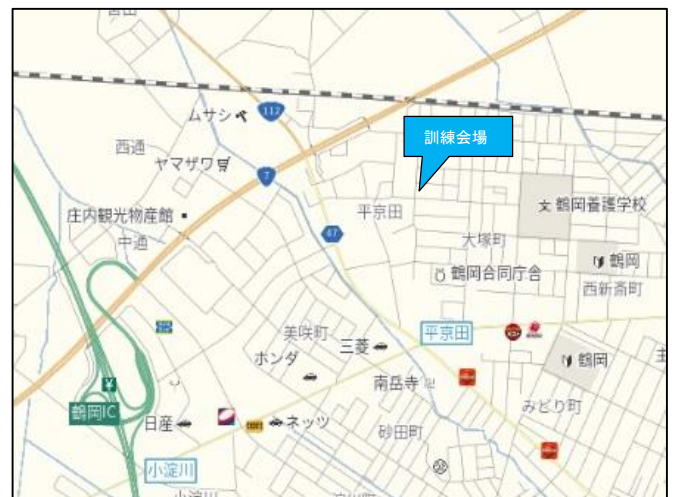 ムサシ
112
訓練会場
西通
ヤマザワ
7
文 鶴岡養護学校
庄内観光物産館
平京田
中通
47
大塚町
鶴岡
鶴岡合同庁舎
西新斎町
美咲町
三菱
平京田
ホンダ
鶴岡
主
南岳寺
鶴岡IC
みどり町
日産
ネッツ
砂田町
小淀川
小淀川